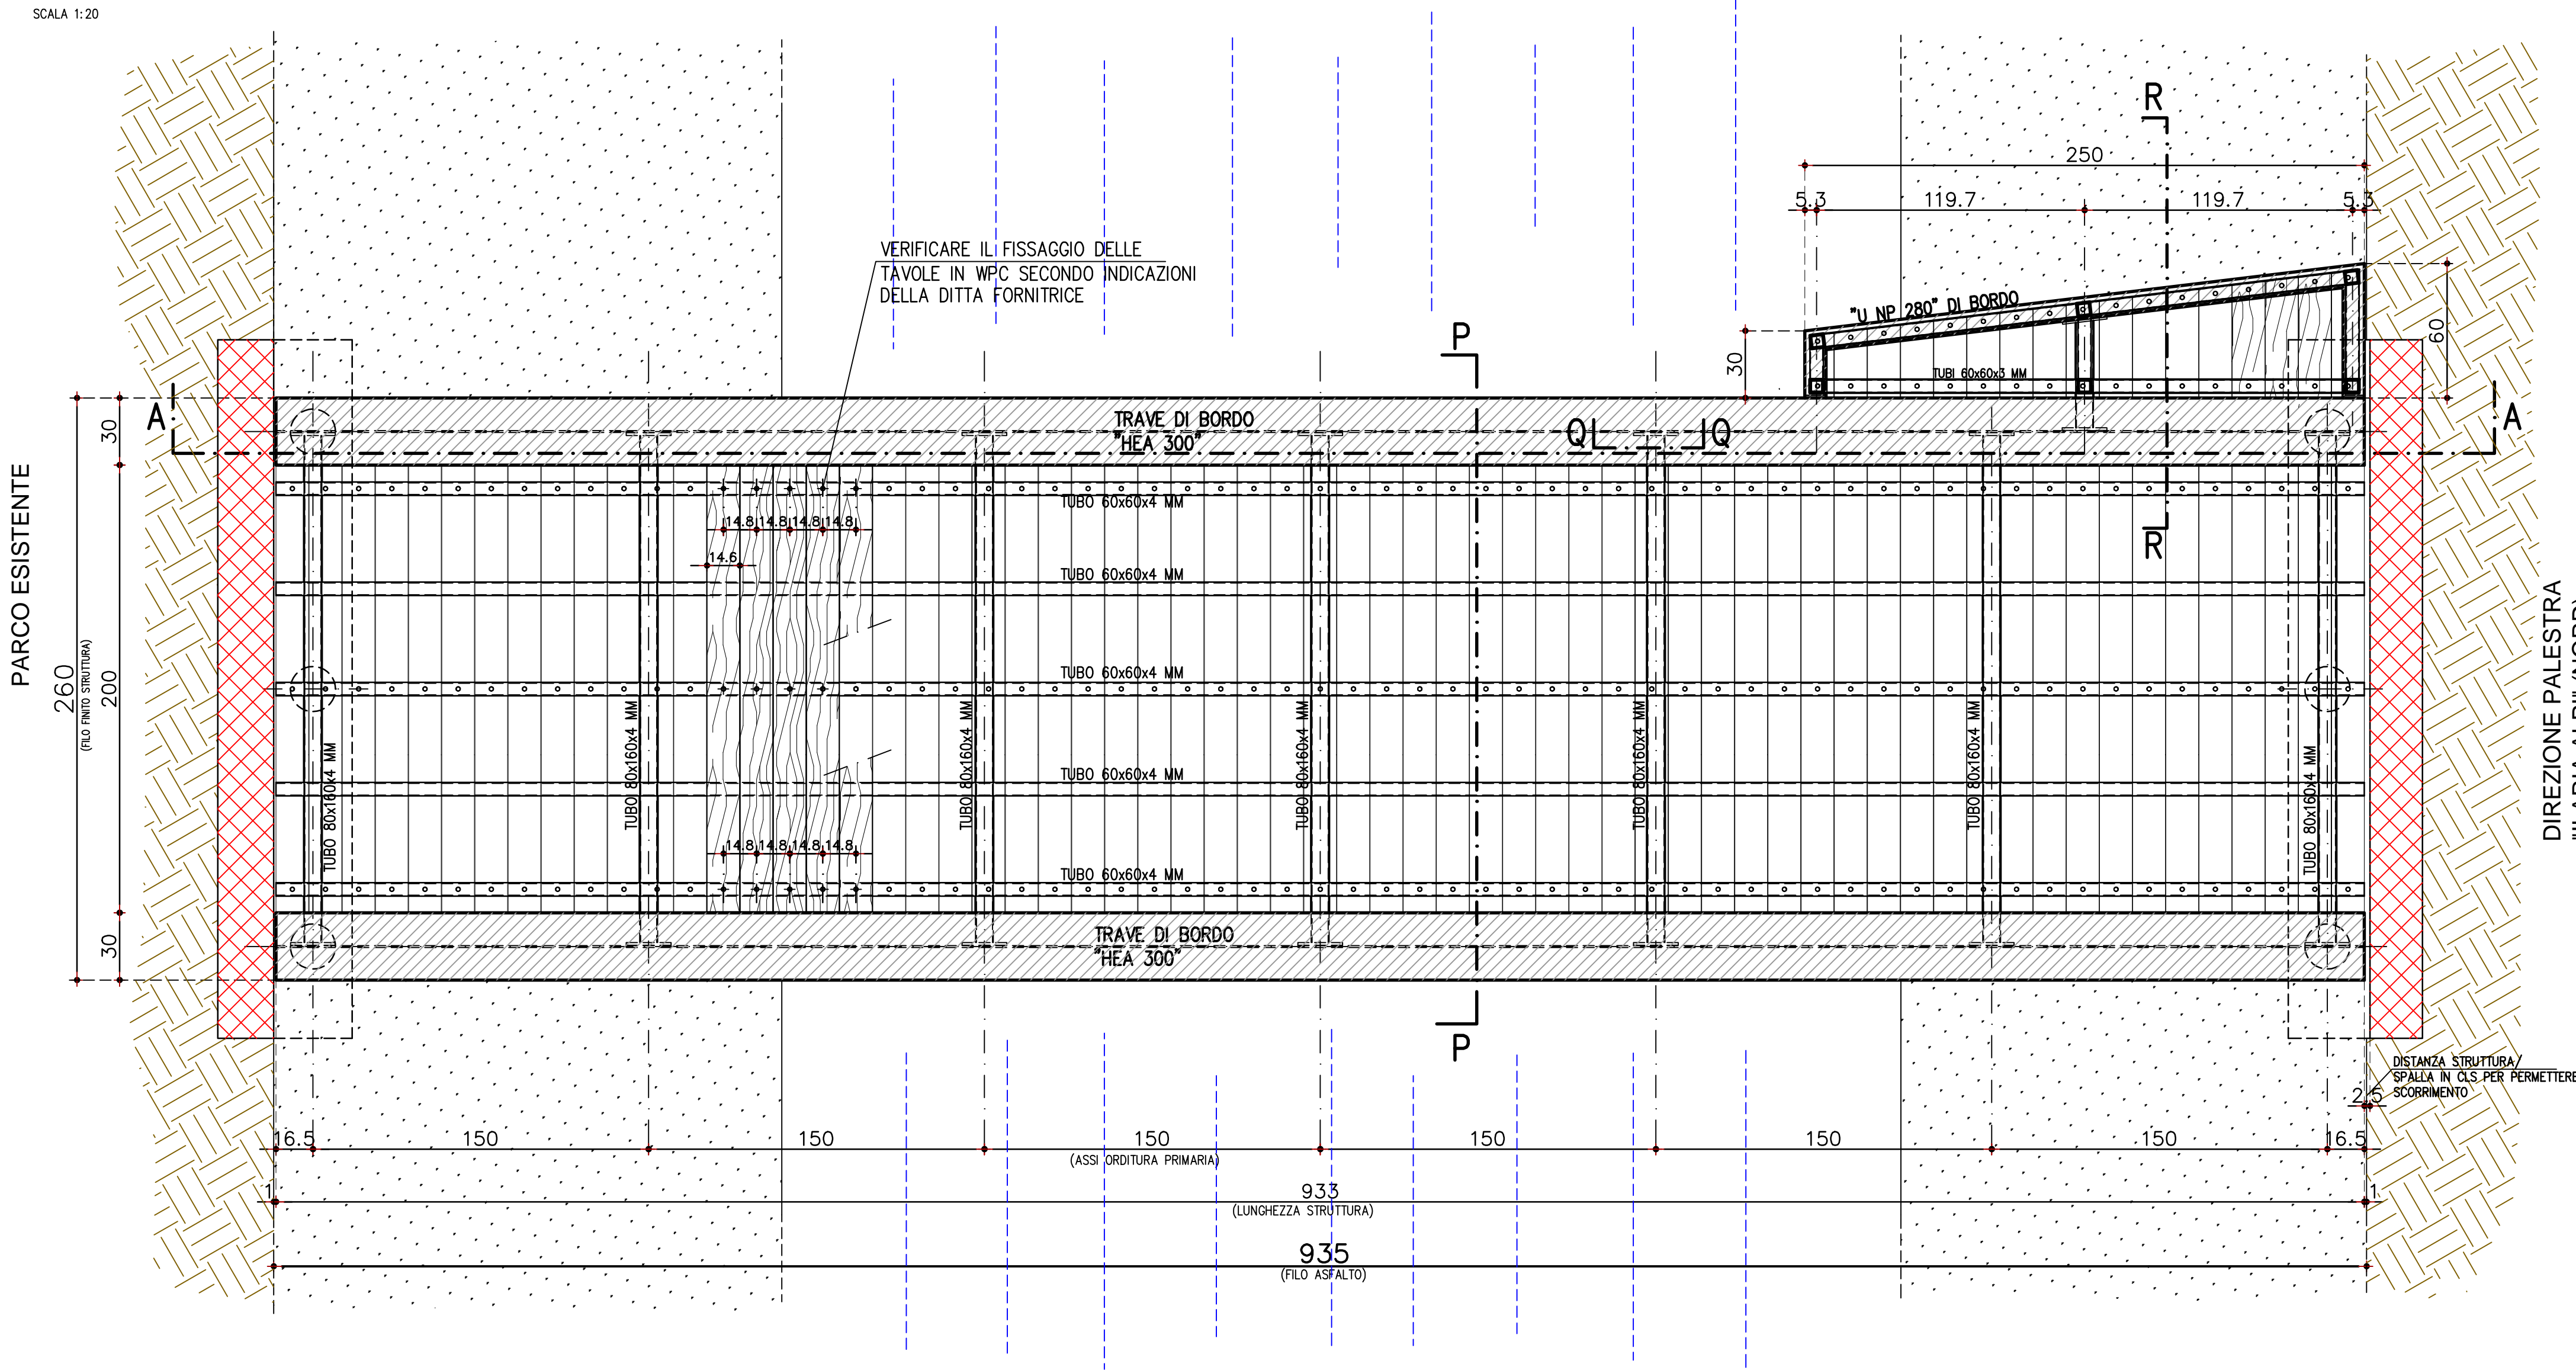 SCALA 1:20
R
250
5.3
119.7
119.7
5.3
VERIFICARE IL FISSAGGIO DELLE
TAVOLE IN WPC SECONDO INDICAZIONI
DELLA DITTA FORNITRICE
"U NP 280" DI BORDO
P
30
60
TUBI 60x60x3 MM
A
30
TRAVE DI BORDO
"HEA 300"
Q
Q
A
TUBO 60x60x4 MM
14.8
14.8
14.8
14.8
R
14.6
TUBO 60x60x4 MM
PARCO ESISTENTE
260
(FILO FINITO STRUTTURA)
200
TUBO 60x60x4 MM
DIREZIONE PALESTRA
TUBO 80x160x4 MM
TUBO 80x160x4 MM
TUBO 80x160x4 MM
TUBO 80x160x4 MM
TUBO 80x160x4 MM
TUBO 80x160x4 MM
TUBO 80x160x4 MM
TUBO 60x60x4 MM
14.8
14.8
14.8
14.8
TUBO 60x60x4 MM
30
TRAVE DI BORDO
"HEA 300"
P
DISTANZA STRUTTURA/
SPALLA IN CLS PER PERMETTERE
SCORRIMENTO
2.5
16.5
150
150
150
150
150
150
16.5
(ASSI ORDITURA PRIMARIA)
1
933
1
(LUNGHEZZA STRUTTURA)
935
(FILO ASFALTO)